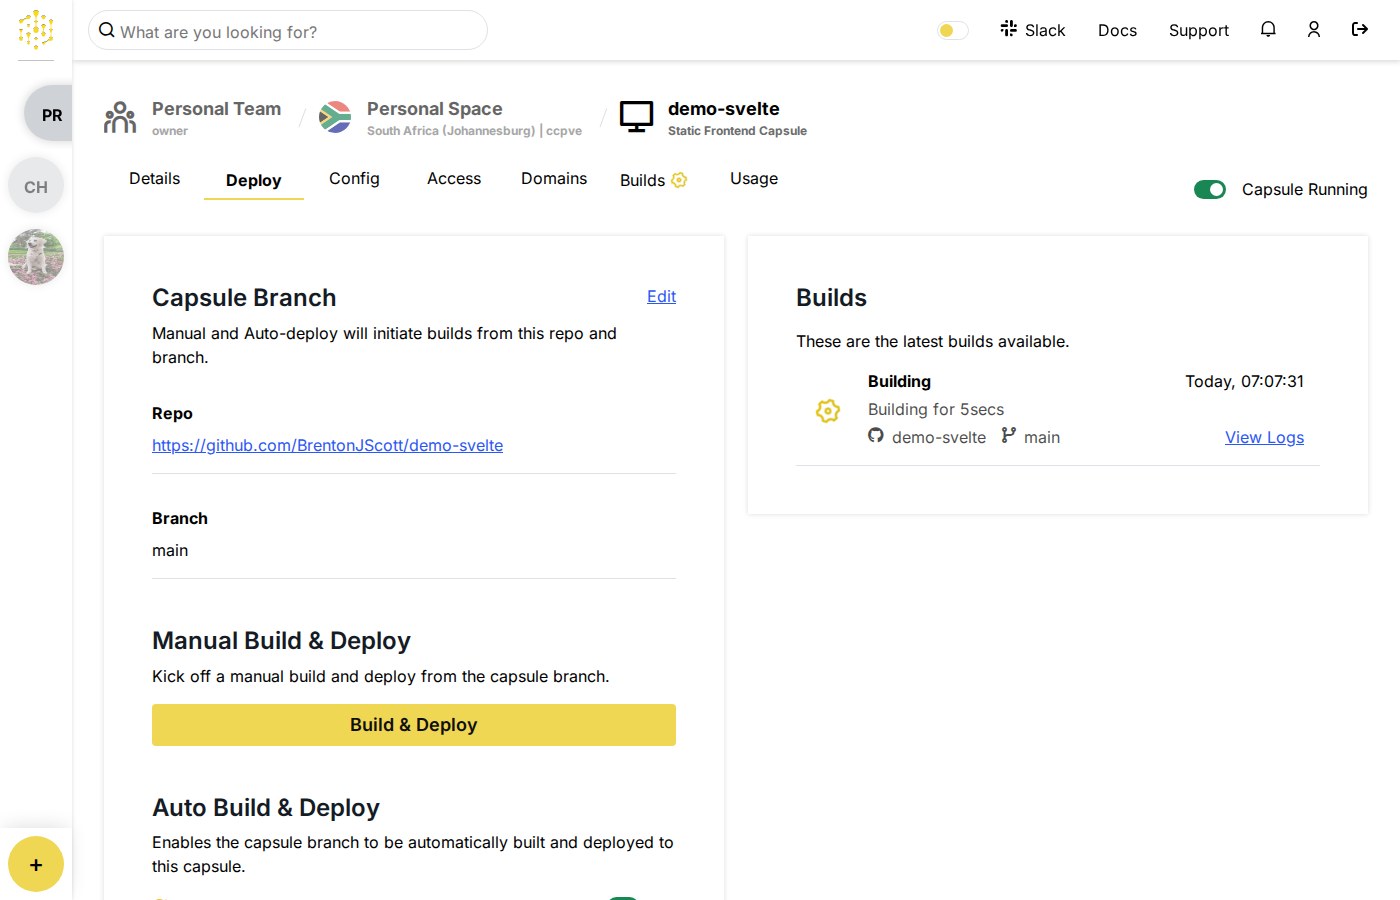 What are you looking for?
Slack
Docs
Support
PR
CH
+
Personal Team
owner
/
Personal Space
South Africa (Johannesburg) | ccpve
/
demo-svelte
Static Frontend Capsule
Details
Deploy
Config
Access
Domains
Builds
Usage
Capsule Running
Capsule Branch
Edit
Manual and Auto-deploy will initiate builds from this repo and
branch.
Repo
https://github.com/BrentonJScott/demo-svelte
Branch
main
Manual Build & Deploy
Kick off a manual build and deploy from the capsule branch.
Build & Deploy
Auto Build & Deploy
Enables the capsule branch to be automatically built and deployed to
this capsule.
Builds
These are the latest builds available.
Building
Today, 07:07:31
Building for 5secs
demo-svelte
main
View Logs